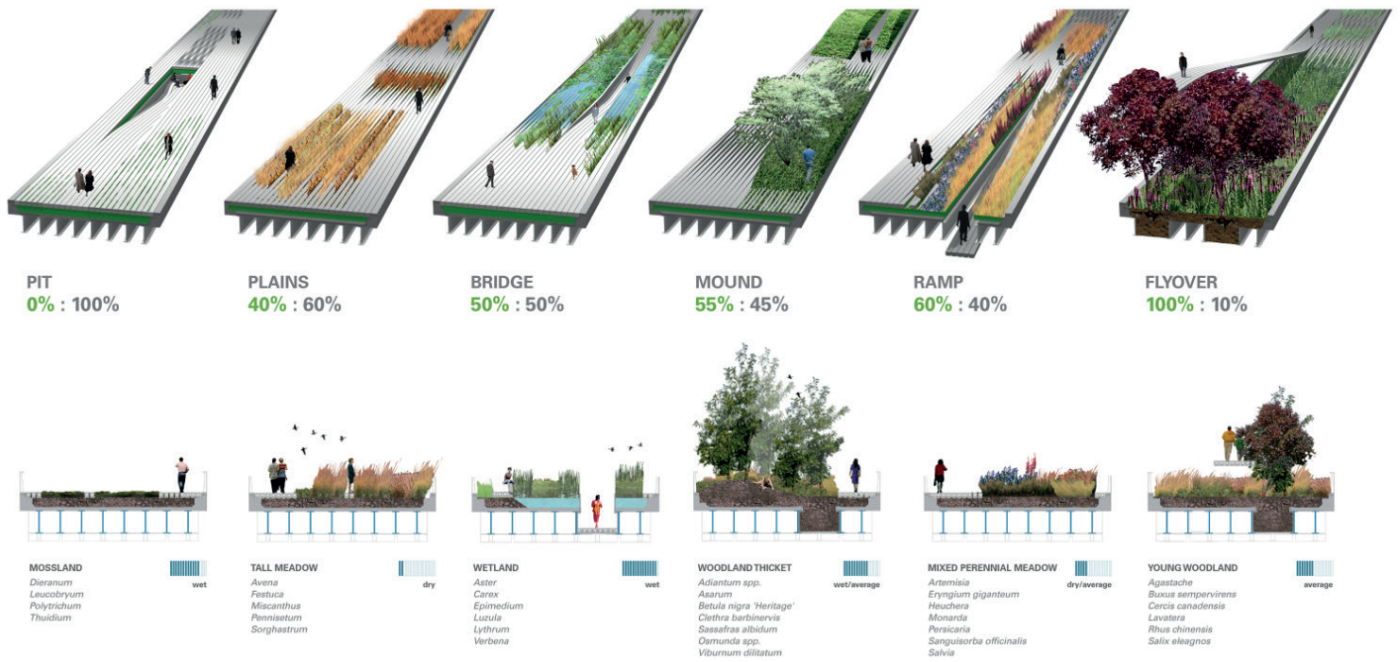 PIT
0% : 100%
PLAINS
40% : 60%
BRIDGE
50% : 50%
MOUND
55% : 45%
RAMP
60% : 40%
FLYOVER
100% : 10%
MOSSLAND
wet
Dieranum
Leucobryum
Polytrichum
Thuidium
TALL MEADOW
dry
Avena
Festuca
Miscanthus
Pennisetum
Sorghastrum
WETLAND
wet
Aster
Carex
Epimedium
Luzula
Lythrum
Verbena
WOODLAND THICKET
wet/average
Adiantum spp.
Asarum
Betula nigra 'Heritage'
Clethra barbinervis
Sassafras albidum
Osmunda spp.
Viburnum dilitatum
MIXED PERENNIAL MEADOW
dry/average
Artemisia
Eryngium giganteum
Heuchera
Monarda
Persicaria
Sanguisorba officinalis
Salvia
YOUNG WOODLAND
average
Agastache
Buxus sempervirens
Cercis canadensis
Lavatera
Rhus chinensis
Salix eleagnos